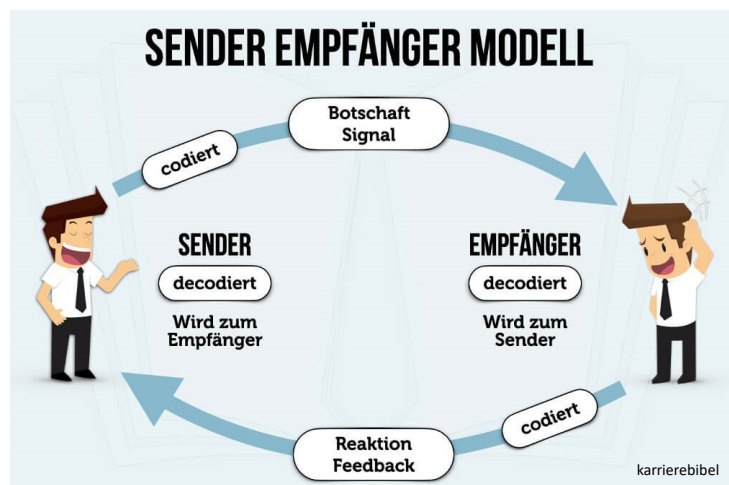 SENDER EMPFÄNGER MODELL
Botschaft
Signal
codiert
SENDER
decodiert
Wird zum
Empfänger
EMPFÄNGER
decodiert
Wird zum
Sender
codiert
Reaktion
Feedback
karrierebibel